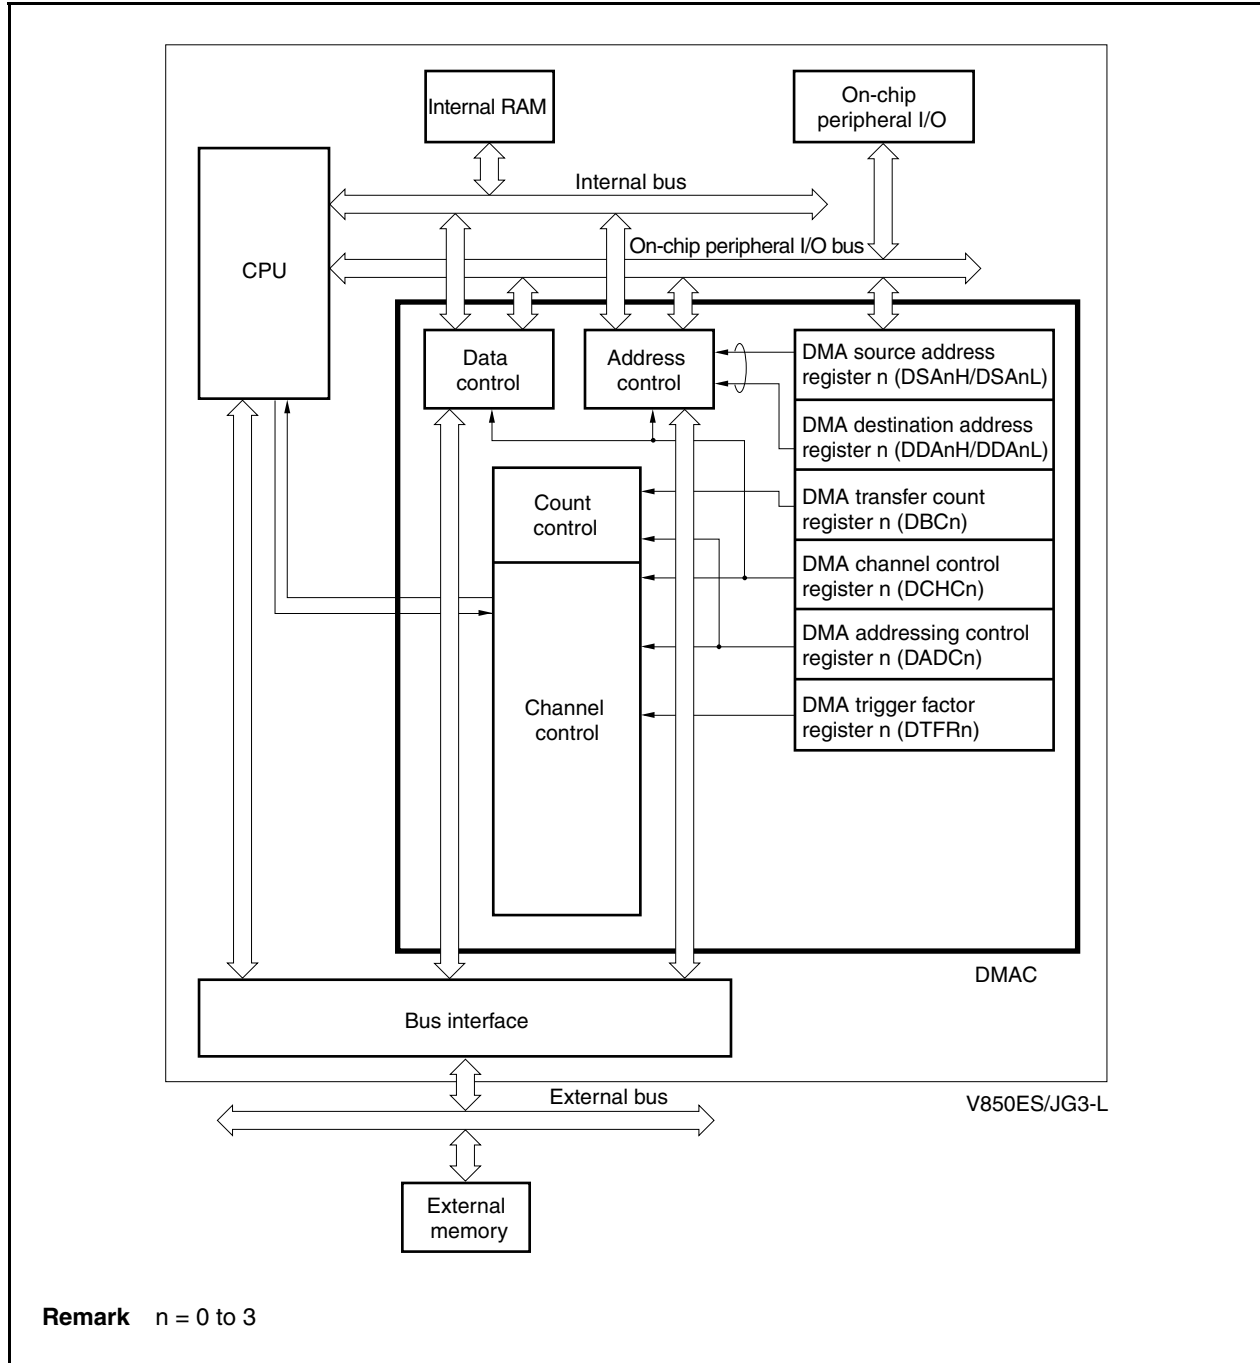 Internal RAM
On-chip
peripheral I/O
Internal bus
On-chip peripheral I/O bus
CPU
Data
control
Address
control
DMA source address
register n (DSAnH/DSAnL)
DMA destination address
register n (DDAnH/DDAnL)
Count
control
DMA transfer count
register n (DBCn)
DMA channel control
register n (DCHCn)
DMA addressing control
register n (DADCn)
Channel
control
DMA trigger factor
register n (DTFRn)
DMAC
Bus interface
External bus
V850ES/JG3-L
External
memory
Remark n = 0 to 3